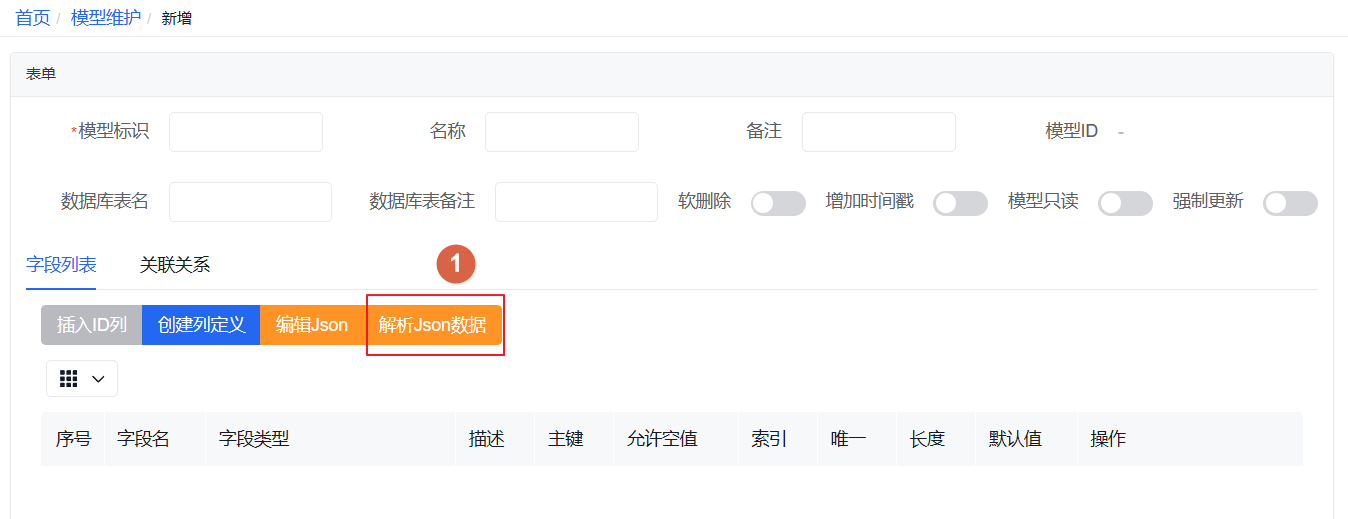 首页 / 模型维护 / 新增
表单
*模型标识 名称 备注 模型ID -
数据库表名 数据库表备注 软删除 增加时间戳 模型只读 强制更新
字段列表 关联关系 1
插入ID列 创建列定义 编辑Json 解析Json数据
序号 字段名 字段类型 描述 主键 允许空值 索引 唯一 长度 默认值 操作